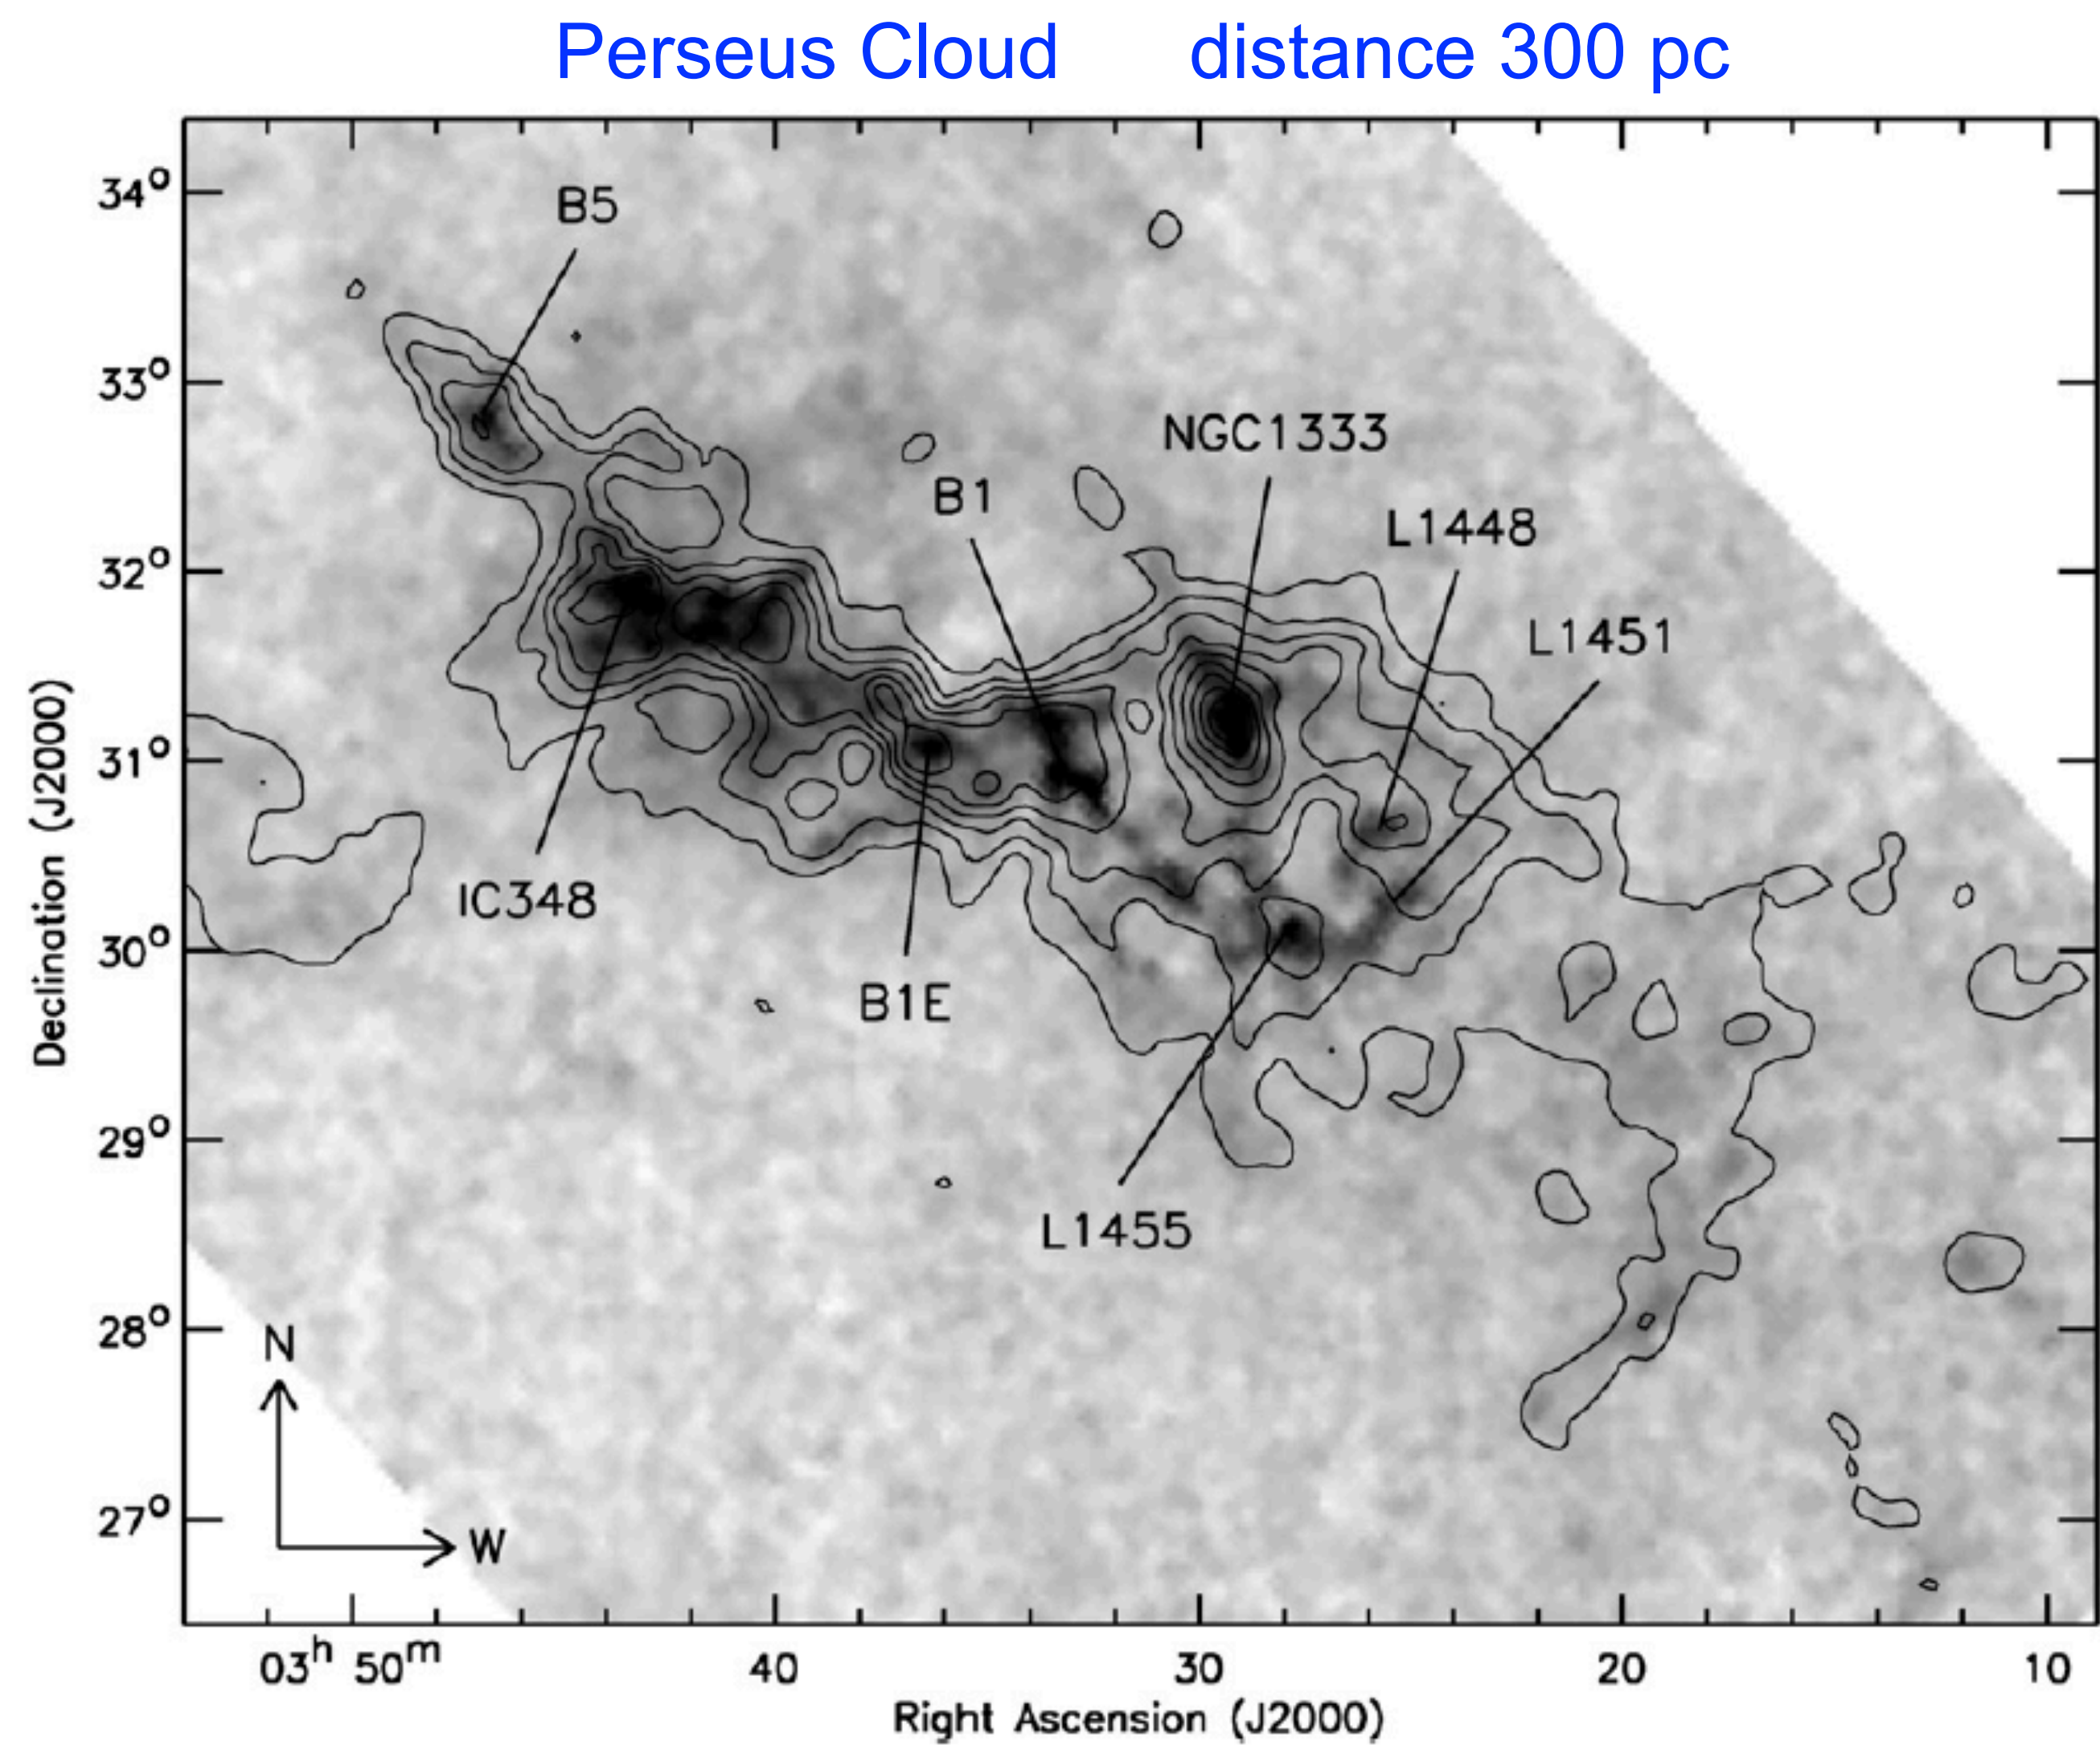 Perseus Cloud distance 300 pc
34°
B5
33°
NGC1333
B1
L1448
32°
L1451
31°
IC348
30°
B1E
29°
L1455
28°
N
27°
W
Declination (J2000)
03ʰ 50ᵐ 40 30 20 10
Right Ascension (J2000)